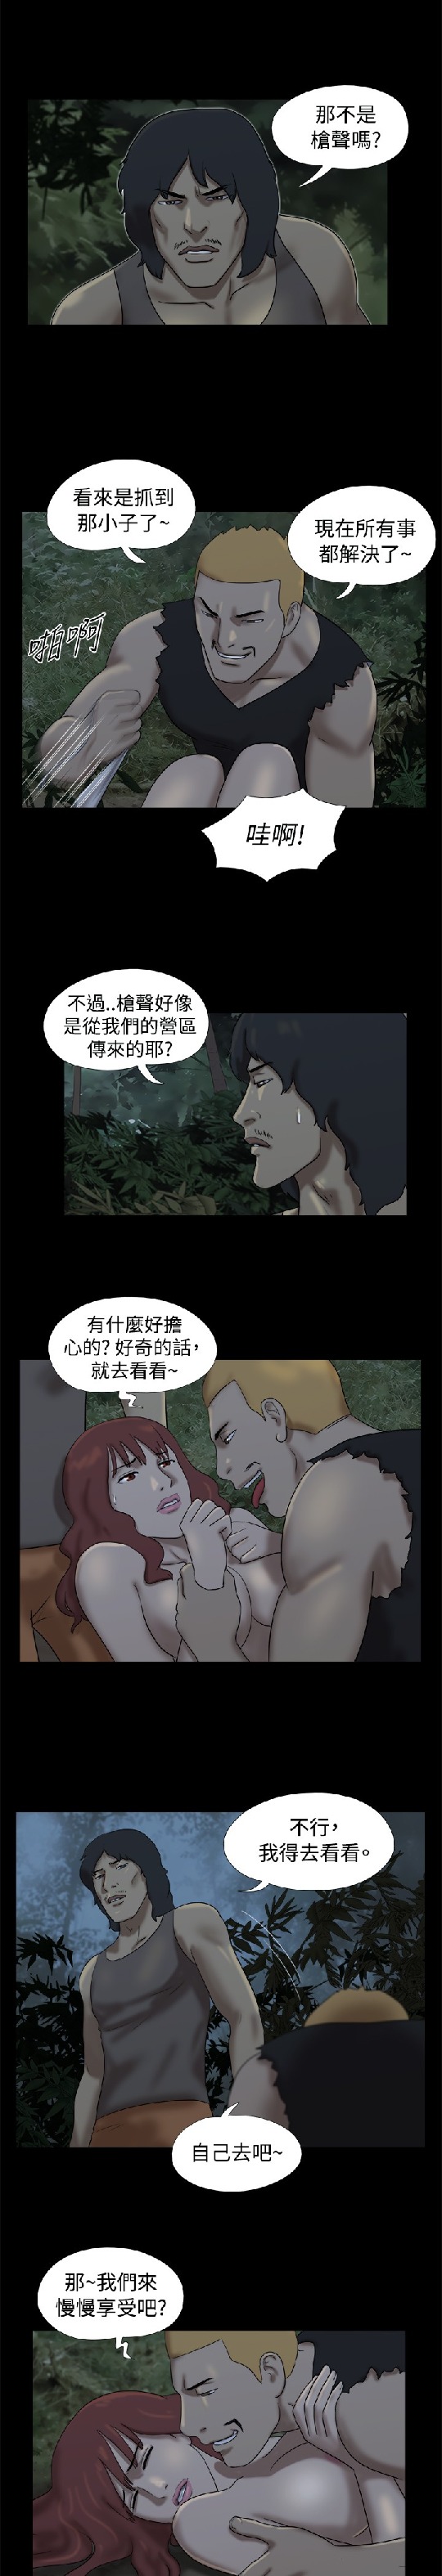 那不是
槍聲嗎?
看來是抓到
那小子了~
現在所有事
都解決了~
啪啊
哇啊!
不過..槍聲好像
是從我們的營區
傳來的耶?
有什麼好擔
心的? 好奇的話,
就去看看~
不行,
我得去看看。
自己去吧~
那~我們來
慢慢享受吧?